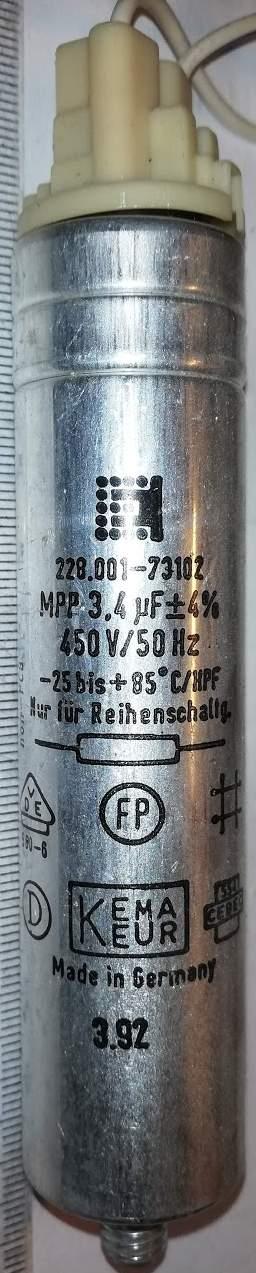 228.001-73102
MPP 3,4 µF±4%
450 V/50 Hz
-25 bis + 85°C/HPF
Nur für Reihenschaltg.
VDE
FP
D
KEMA
KEUR
Made in Germany
3.92